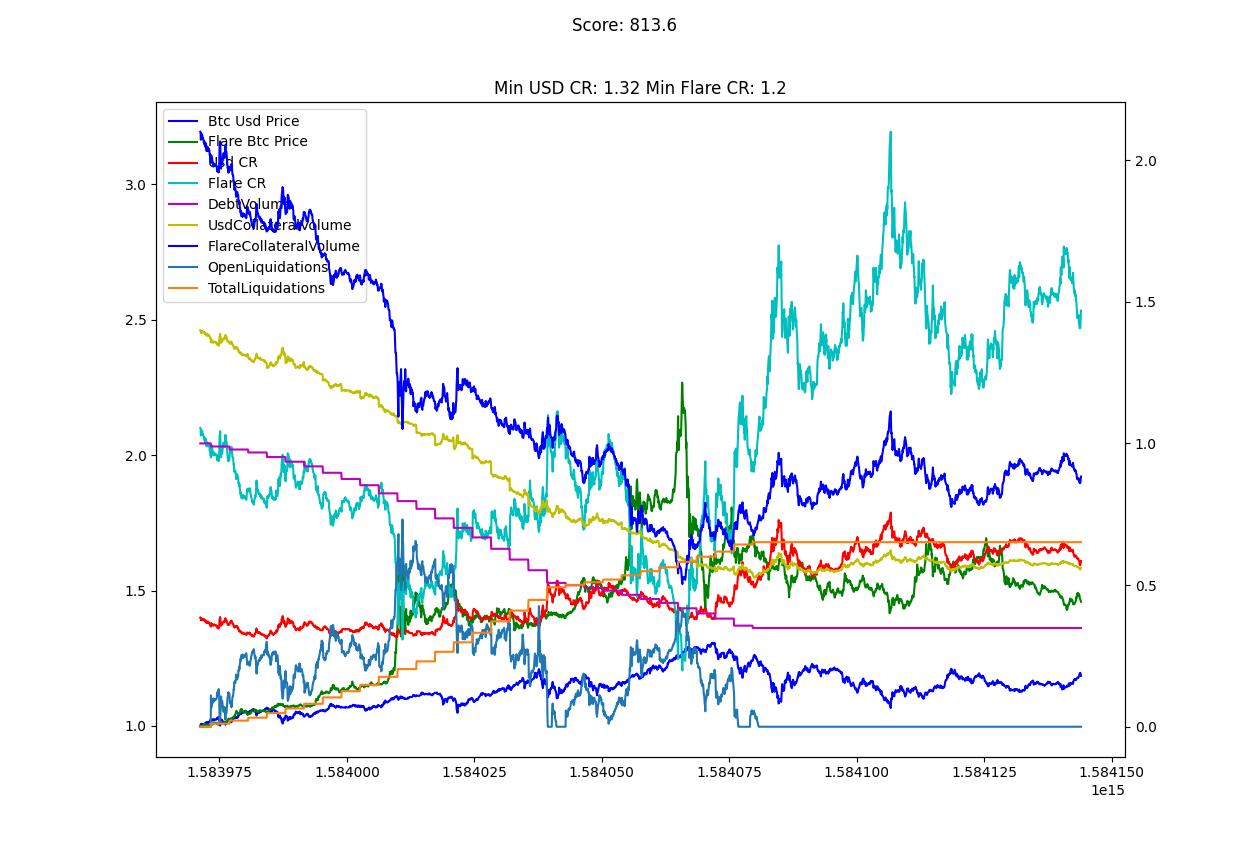 Score: 813.6
Min USD CR: 1.32 Min Flare CR: 1.2
Btc Usd Price
Flare Btc Price
Usd CR
Flare CR
DebtVolume
UsdCollateralVolume
FlareCollateralVolume
OpenLiquidations
TotalLiquidations
3.0
2.5
2.0
1.5
1.0
2.0
1.5
1.0
0.5
0.0
1.583975
1.584000
1.584025
1.584050
1.584075
1.584100
1.584125
1.584150
1e15